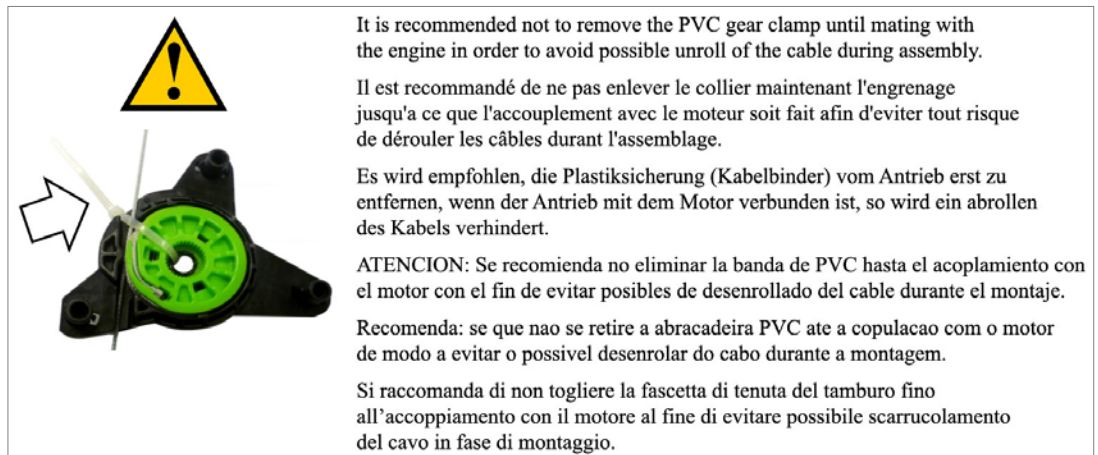 It is recommended not to remove the PVC gear clamp until mating with
the engine in order to avoid possible unroll of the cable during assembly.
Il est recommandé de ne pas enlever le collier maintenant l'engrenage
jusqu'a ce que l'accouplement avec le moteur soit fait afin d'eviter tout risque
de dérouler les câbles durant l'assemblage.
Es wird empfohlen, die Plastiksicherung (Kabelbinder) vom Antrieb erst zu
entfernen, wenn der Antrieb mit dem Motor verbunden ist, so wird ein abrollen
des Kabels verhindert.
ATENCION: Se recomienda no eliminar la banda de PVC hasta el acoplamiento con
el motor con el fin de evitar posibles de desenrollado del cable durante el montaje.
Recomenda: se que nao se retire a abracadeira PVC ate a copulacao com o motor
de modo a evitar o possivel desenrolar do cabo durante a montagem.
Si raccomanda di non togliere la fascetta di tenuta del tamburo fino
all’accoppiamento con il motore al fine di evitare possibile scarrucolamento
del cavo in fase di montaggio.